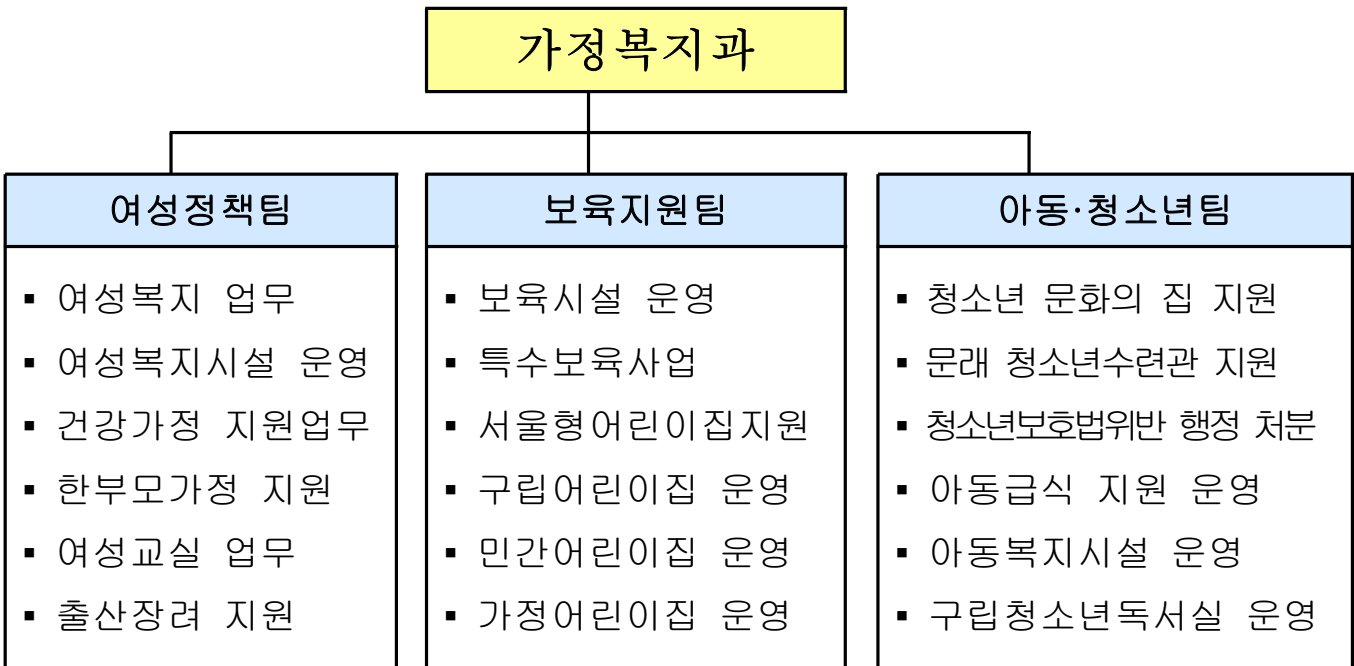 가정복지과
여성정책팀
▪ 여성복지 업무
▪ 여성복지시설 운영
▪ 건강가정 지원업무
▪ 한부모가정 지원
▪ 여성교실 업무
▪ 출산장려 지원
보육지원팀
▪ 보육시설 운영
▪ 특수보육사업
▪ 서울형어린이집지원
▪ 구립어린이집 운영
▪ 민간어린이집 운영
▪ 가정어린이집 운영
아동·청소년팀
▪ 청소년 문화의 집 지원
▪ 문래 청소년수련관 지원
▪ 청소년보호법위반 행정 처분
▪ 아동급식 지원 운영
▪ 아동복지시설 운영
▪ 구립청소년독서실 운영